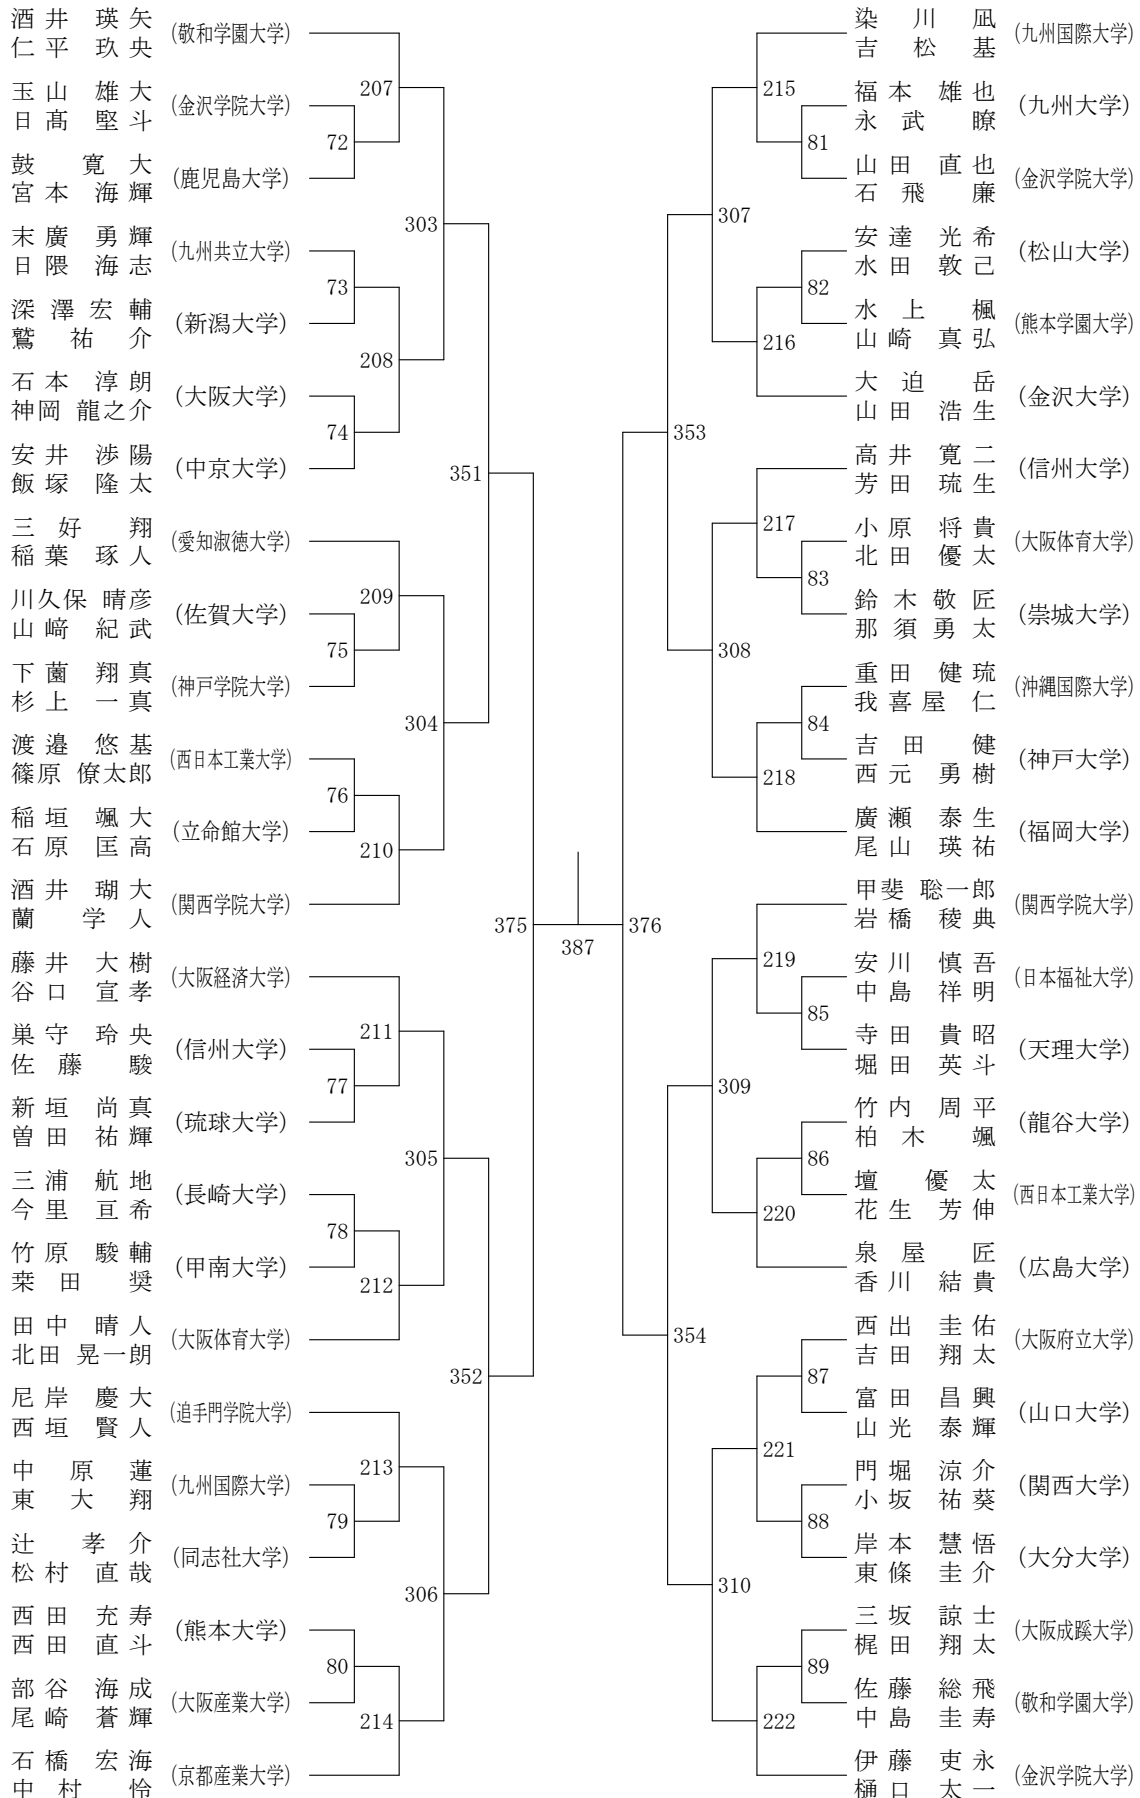 酒井 瑛矢
仁平 玖央
(敬和学園大学)
207
玉山 雄大
日髙 堅斗
(金沢学院大学)
72
鼓 寛大
宮本 海輝
(鹿児島大学)
303
末廣 勇輝
日隈 海志
(九州共立大学)
73
深澤 宏輔
鷲 祐介
(新潟大学)
208
石本 淳朗
神岡 龍之介
(大阪大学)
74
安井 渉陽
飯塚 隆太
(中京大学)
351
三好 翔
稲葉 琢人
(愛知淑徳大学)
209
川久保 晴彦
山﨑 紀武
(佐賀大学)
75
下薗 翔真
杉上 一真
(神戸学院大学)
304
渡邉 悠基
篠原 僚太郎
(西日本工業大学)
76
稲垣 颯大
石原 匡高
(立命館大学)
210
酒井 瑚大
蘭 学人
(関西学院大学)
375
387
藤井 大樹
谷口 宣孝
(大阪経済大学)
211
巣守 玲央
佐藤 駿
(信州大学)
77
新垣 尚真
曽田 祐輝
(琉球大学)
305
三浦 航地
今里 亘希
(長崎大学)
78
竹原 駿輔
桒田 奨
(甲南大学)
212
田中 晴人
北田 晃一朗
(大阪体育大学)
352
尼岸 慶大
西垣 賢人
(追手門学院大学)
213
中原 蓮
東大 翔
(九州国際大学)
79
辻 孝介
松村 直哉
(同志社大学)
306
西田 充寿
西田 直斗
(熊本大学)
80
部谷 海成
尾崎 蒼輝
(大阪産業大学)
214
石橋 宏海
中村 怜
(京都産業大学)
染川 凪
吉松 基
(九州国際大学)
215
福本 雄也
永武 瞭
(九州大学)
81
山田 直也
石飛 廉
(金沢学院大学)
307
安達 光希
水田 敦己
(松山大学)
82
水上 楓
山崎 真弘
(熊本学園大学)
216
大迫 岳
山田 浩生
(金沢大学)
353
高井 寛二
芳田 琉生
(信州大学)
217
小原 将貴
北田 優太
(大阪体育大学)
83
鈴木 敬匠
那須 勇太
(崇城大学)
308
重田 健琉
我喜屋 仁
(沖縄国際大学)
84
吉田 健
西元 勇樹
(神戸大学)
218
廣瀬 泰生
尾山 瑛祐
(福岡大学)
376
甲斐 聡一郎
岩橋 稜典
(関西学院大学)
219
安川 慎吾
中島 祥明
(日本福祉大学)
85
寺田 貴昭
堀田 英斗
(天理大学)
309
竹内 周平
柏木 颯
(龍谷大学)
86
壇 優太
花生 芳伸
(西日本工業大学)
220
泉屋 匠
香川 結貴
(広島大学)
354
西出 圭佑
吉田 翔太
(大阪府立大学)
87
富田 昌興
山光 泰輝
(山口大学)
221
門堀 涼介
小坂 祐葵
(関西大学)
88
岸本 慧悟
東條 圭介
(大分大学)
310
三坂 諒士
梶田 翔太
(大阪成蹊大学)
89
佐藤 総飛
中島 圭寿
(敬和学園大学)
222
伊藤 吏永
樋口 太一
(金沢学院大学)